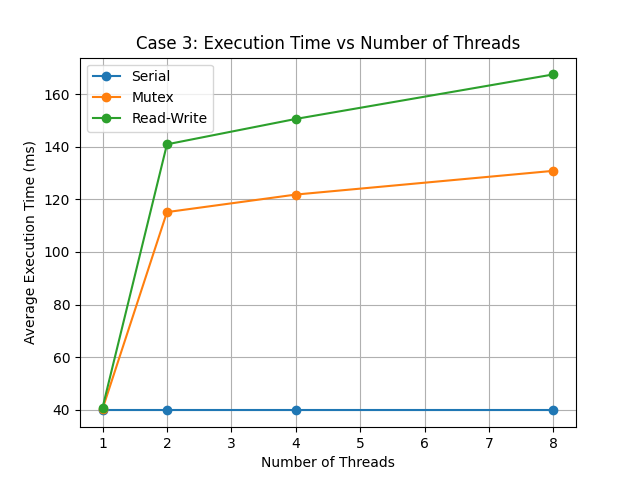 Case 3: Execution Time vs Number of Threads
Serial
Mutex
Read-Write
Average Execution Time (ms)
160
140
120
100
80
60
40
1 2 3 4 5 6 7 8
Number of Threads